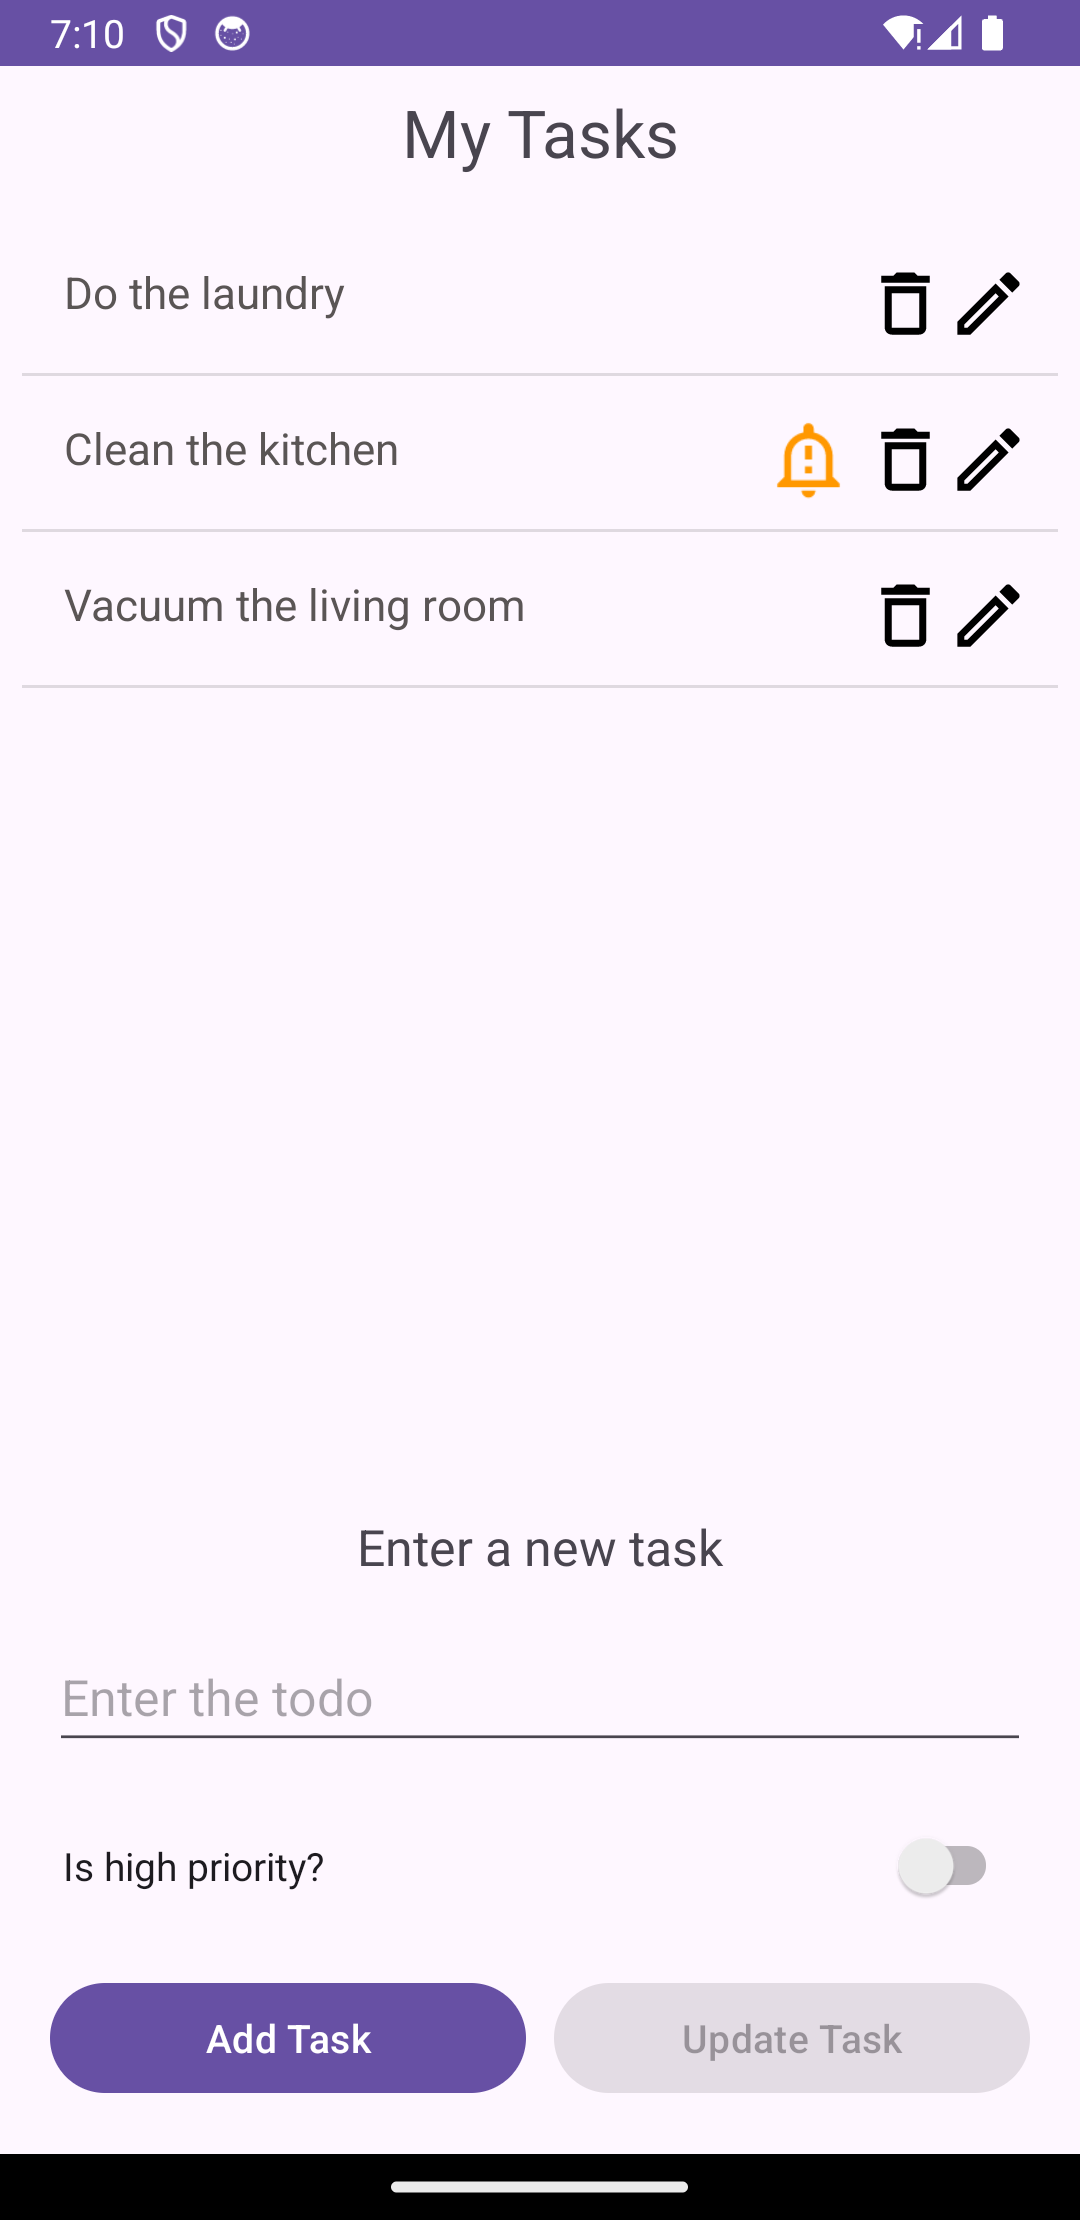 7:10
My Tasks
Do the laundry
Clean the kitchen
Vacuum the living room
Enter a new task
Enter the todo
Is high priority?
Add Task
Update Task